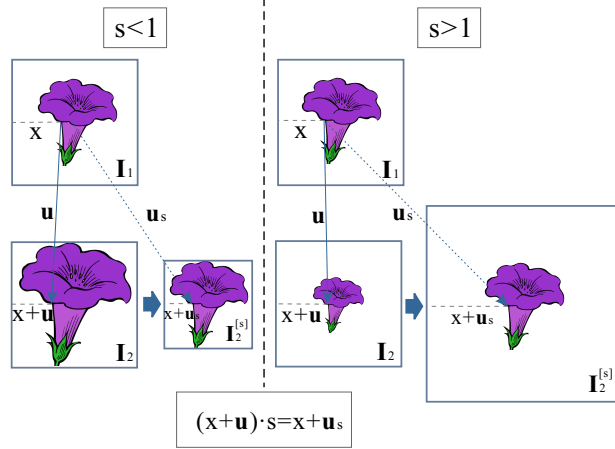 s<1
s>1
x
I1
x
I1
u
us
u
us
x+u
I2
x+us
I2[s]
x+u
I2
x+us
I2[s]
(x+u)·s=x+us